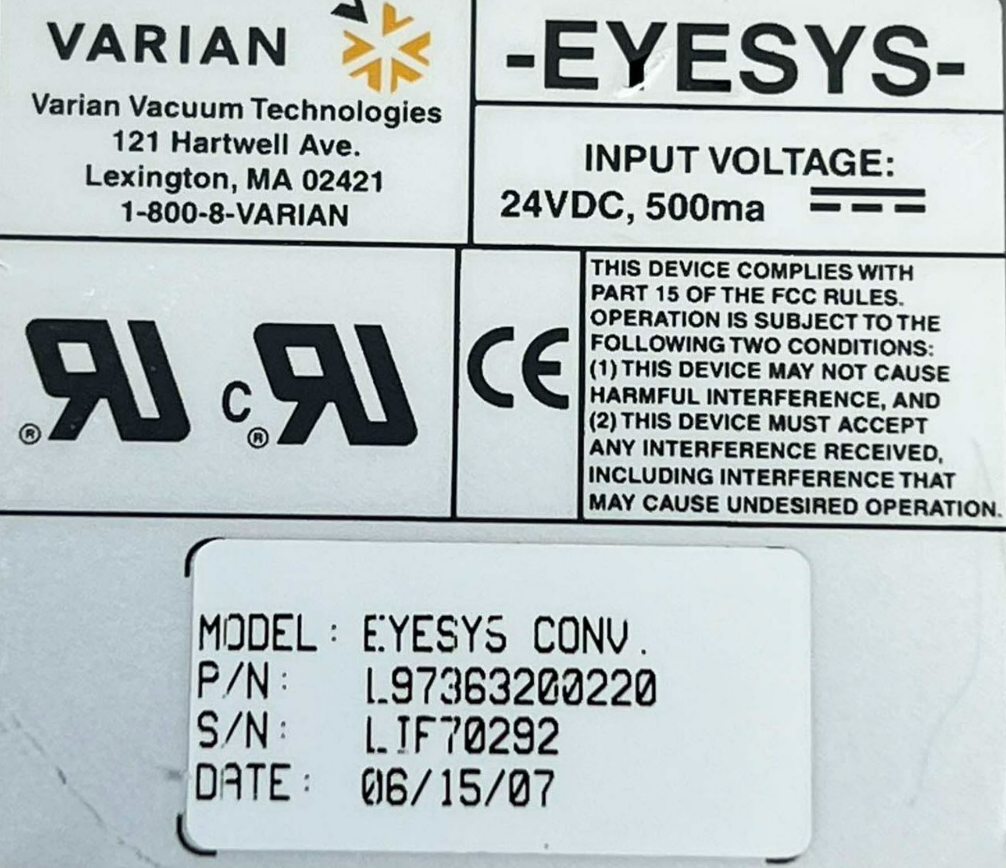 VARIAN
Varian Vacuum Technologies
121 Hartwell Ave.
Lexington, MA 02421
1-800-8-VARIAN
-EYESYS-
INPUT VOLTAGE:
24VDC, 500ma
®
C
®
CE
THIS DEVICE COMPLIES WITH
PART 15 OF THE FCC RULES.
OPERATION IS SUBJECT TO THE
FOLLOWING TWO CONDITIONS:
(1) THIS DEVICE MAY NOT CAUSE
HARMFUL INTERFERENCE, AND
(2) THIS DEVICE MUST ACCEPT
ANY INTERFERENCE RECEIVED,
INCLUDING INTERFERENCE THAT
MAY CAUSE UNDESIRED OPERATION.
MODEL: EYESYS CONV.
P/N: L97363200220
S/N: LIF70292
DATE: 06/15/07